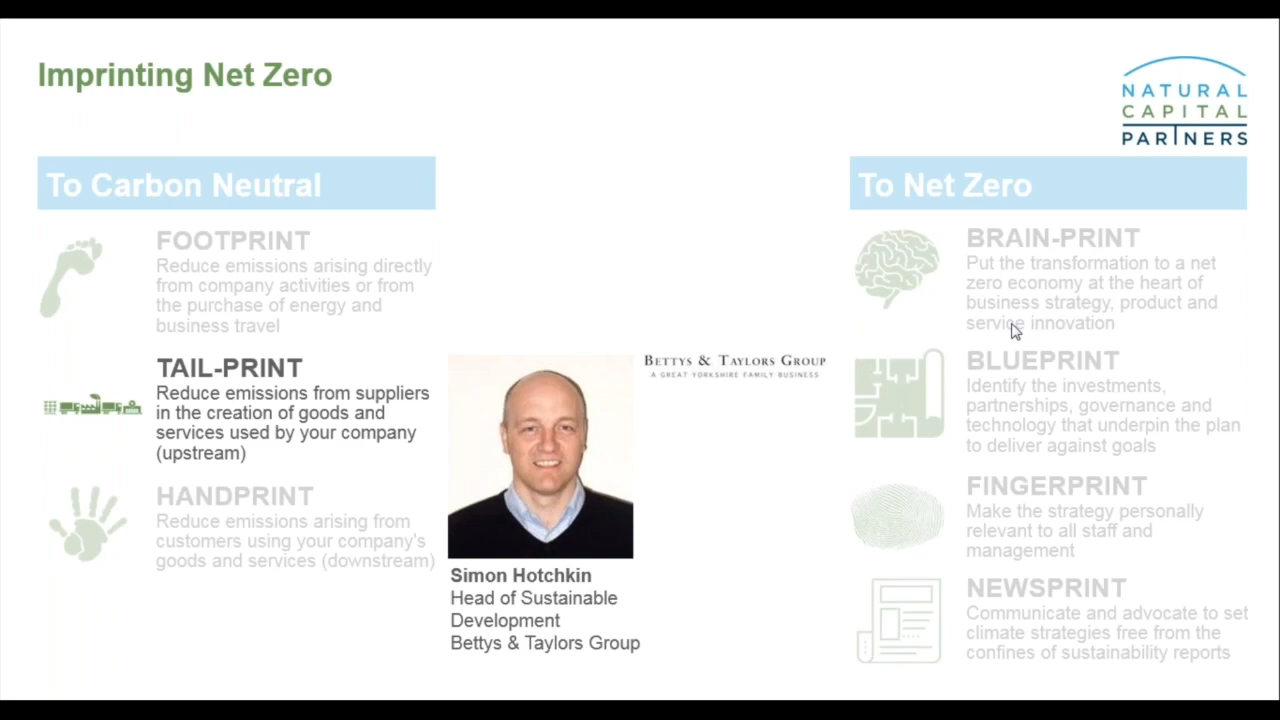 Imprinting Net Zero
NATURAL
CAPITAL
PARTNERS
To Carbon Neutral
FOOTPRINT
Reduce emissions arising directly
from company activities or from
the purchase of energy and
business travel
TAIL-PRINT
Reduce emissions from suppliers
in the creation of goods and
services used by your company
(upstream)
HANDPRINT
Reduce emissions arising from
customers using your company's
goods and services (downstream)
BETTYS & TAYLORS GROUP
A GREAT YORKSHIRE FAMILY BUSINESS
Simon Hotchkin
Head of Sustainable
Development
Bettys & Taylors Group
To Net Zero
BRAIN-PRINT
Put the transformation to a net
zero economy at the heart of
business strategy, product and
service innovation
BLUEPRINT
Identify the investments,
partnerships, governance and
technology that underpin the plan
to deliver against goals
FINGERPRINT
Make the strategy personally
relevant to all staff and
management
NEWSPRINT
Communicate and advocate to set
climate strategies free from the
confines of sustainability reports